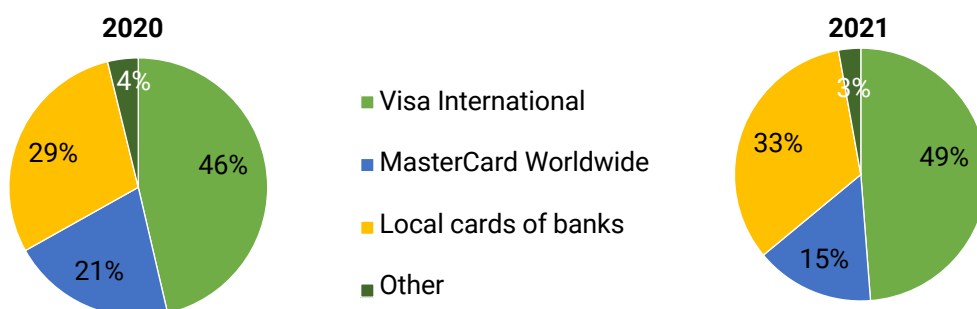 2020
4%
29%
46%
21%
Visa International
MasterCard Worldwide
Local cards of banks
Other
2021
3%
33%
49%
15%